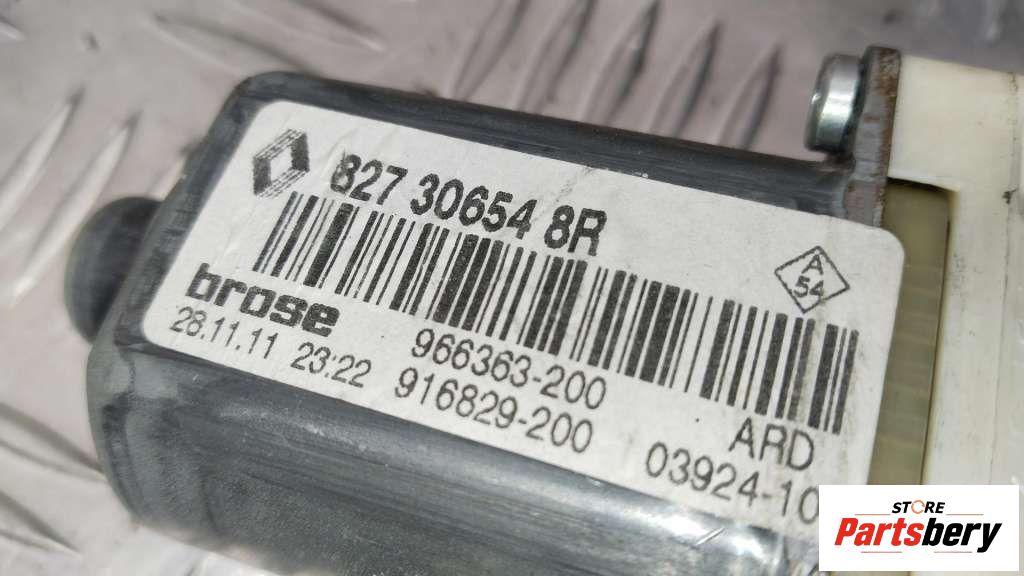 827 30654 8R
A
54
brose
28.11.11 23:22
966363-200
916829-200
ARD
03924-10
STORE
Partsbery